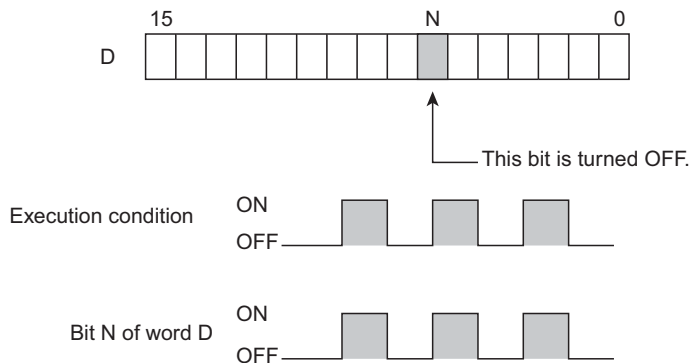 15 N 0
D
This bit is turned OFF.
Execution condition ON
OFF
Bit N of word D ON
OFF